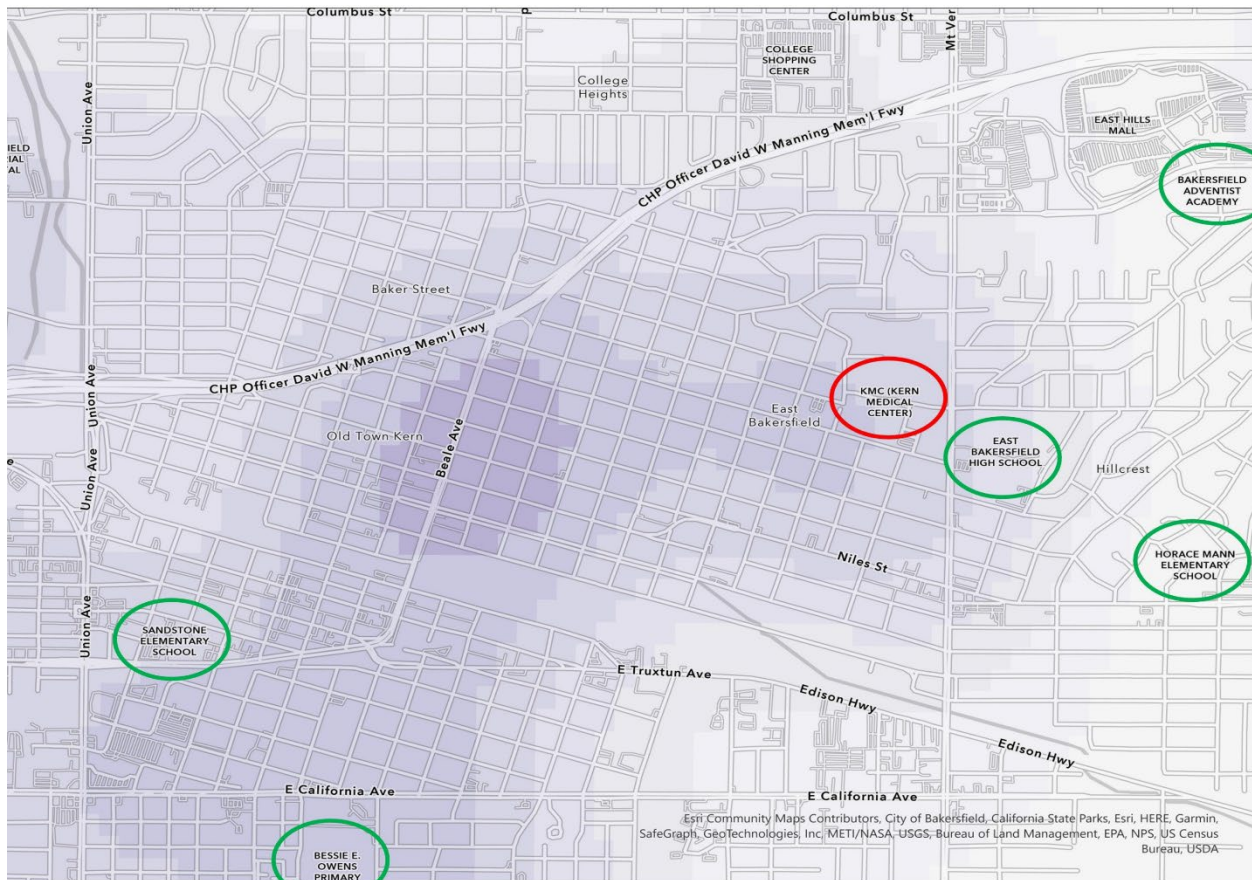 Columbus St
Columbus St
Mt Ver
COLLEGE
SHOPPING
CENTER
College
Heights
Union Ave
EAST HILLS
MALL
CHP Officer David W Manning Mem'l Fwy
IELD
RIAL
AL
BAKERSFIELD
ADVENTIST
ACADEMY
Baker Street
CHP Officer David W Manning Mem'l Fwy
Union Ave
KMC (KERN
MEDICAL
CENTER)
East
Bakersfield
Old Town Kern
Beale Ave
EAST
BAKERSFIELD
HIGH SCHOOL
Hillcrest
Union Ave
Niles St
HORACE MANN
ELEMENTARY
SCHOOL
Union Ave
SANDSTONE
ELEMENTARY
SCHOOL
E Truxtun Ave
Edison Hwy
Edison Hwy
E California Ave
E California Ave
Esri Community Maps Contributors, City of Bakersfield, California State Parks, Esri, HERE, Garmin,
SafeGraph, GeoTechnologies, Inc, METI/NASA, USGS, Bureau of Land Management, EPA, NPS, US Census
Bureau, USDA
BESSIE E.
OWENS
PRIMARY